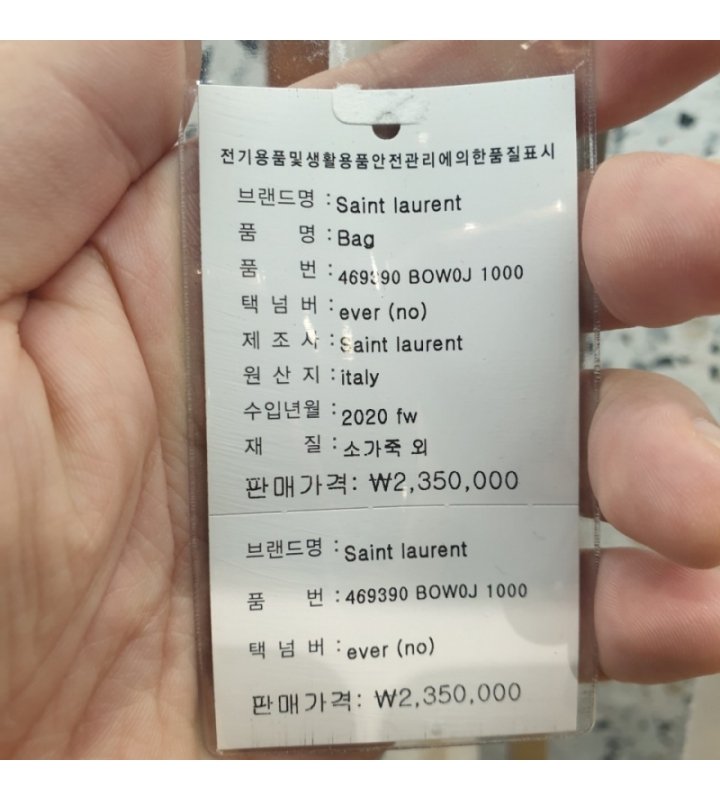 전기용품및생활용품안전관리에의한품질표시
브랜드명 : Saint laurent
품 명 : Bag
품 번 : 469390 BOW0J 1000
택 넘 버 : ever (no)
제 조 사 : Saint laurent
원 산 지 : italy
수입년월 : 2020 fw
재 질 : 소가죽 외
판매가격: ₩2,350,000
브랜드명 : Saint laurent
품 번 : 469390 BOW0J 1000
택 넘 버 : ever (no)
판매가격: ₩2,350,000